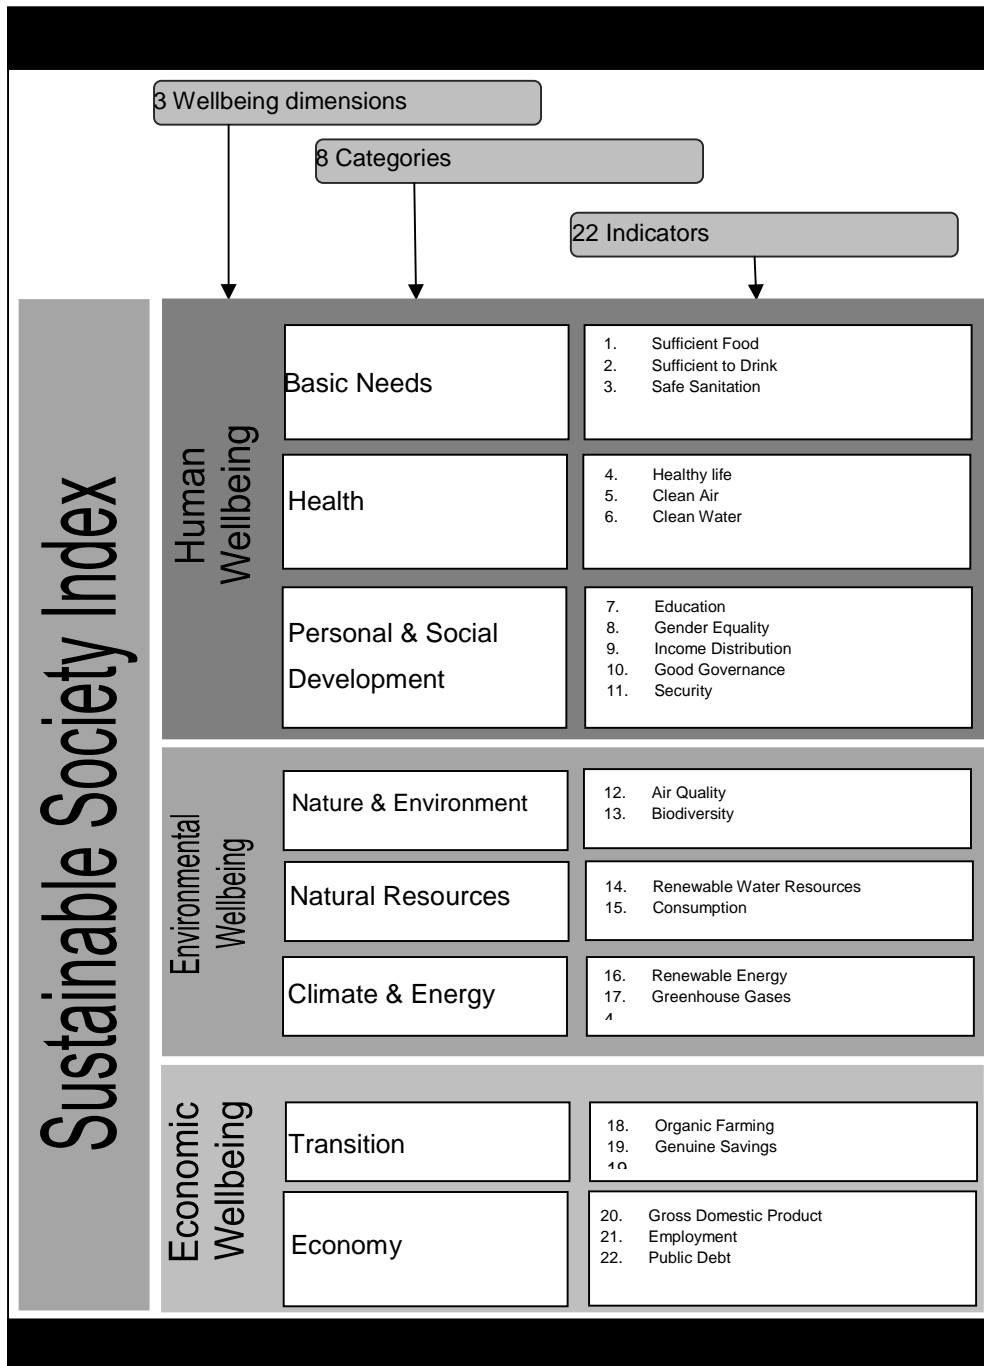 3 Wellbeing dimensions
8 Categories
22 Indicators
Sustainable Society Index
Human
Wellbeing
Basic Needs
1. Sufficient Food
2. Sufficient to Drink
3. Safe Sanitation
Health
4. Healthy life
5. Clean Air
6. Clean Water
Personal & Social
Development
7. Education
8. Gender Equality
9. Income Distribution
10. Good Governance
11. Security
Environmental
Wellbeing
Nature & Environment
12. Air Quality
13. Biodiversity
Natural Resources
14. Renewable Water Resources
15. Consumption
Climate & Energy
16. Renewable Energy
17. Greenhouse Gases
Economic
Wellbeing
Transition
18. Organic Farming
19. Genuine Savings
Economy
20. Gross Domestic Product
21. Employment
22. Public Debt